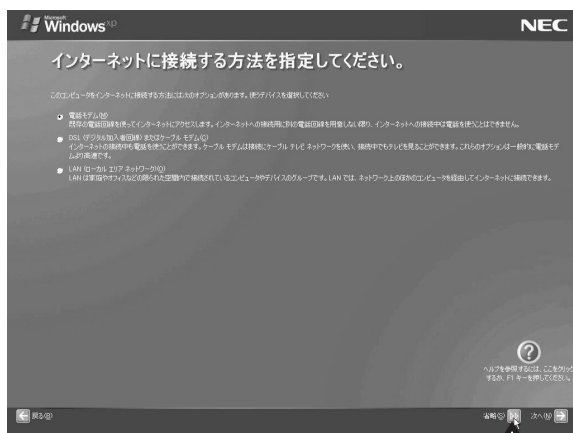 Microsoft
Windows xp
NEC
インターネットに接続する方法を指定してください。
このコンピュータをインターネットに接続する方法には次のオプションがあります。使うデバイスを選択してください:
電話モデム(M)
既存の電話回線を使ってインターネットにアクセスします。インターネットへの接続用に別の電話回線を用意しない限り、インターネットへの接続中は電話を使うことはできません。
DSL (デジタル加入者回線) またはケーブル モデム(C)
インターネットの接続中も電話を使うことができます。ケーブル モデムは接続にケーブル テレビ ネットワークを使い、接続中でもテレビを見ることができます。これらのオプションは一般的に電話モデ
ムより高速です。
LAN (ローカル エリア ネットワーク)(O)
LAN は家庭やオフィスなどの限られた空間内で接続されているコンピュータやデバイスのグループです。LAN では、ネットワーク上のほかのコンピュータを経由してインターネットに接続できます。
ヘルプを参照するには、ここをクリック
するか、F1 キーを押してください。
戻る(B)
省略(S)
次へ(N)